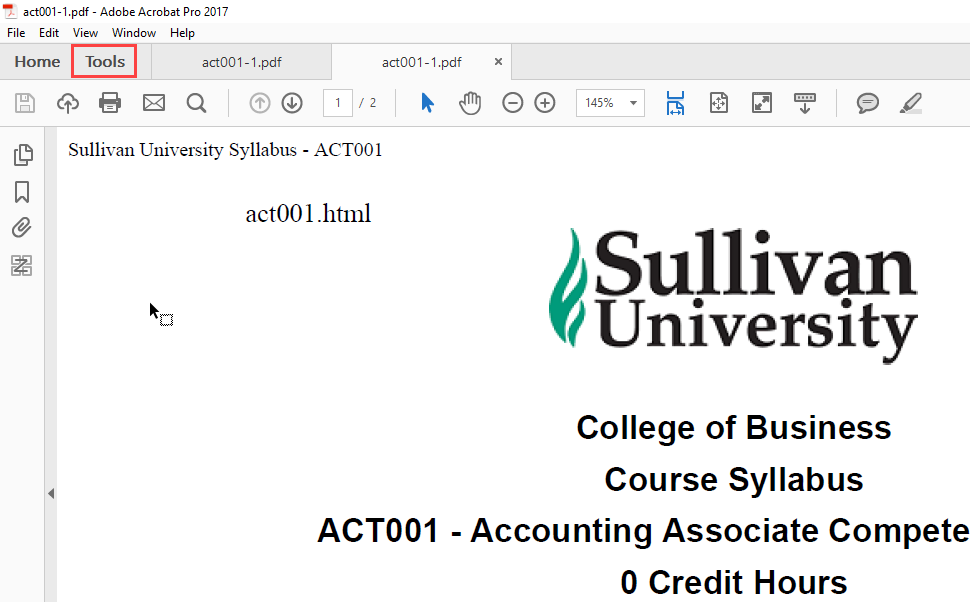 act001-1.pdf - Adobe Acrobat Pro 2017
File Edit View Window Help
Home Tools act001-1.pdf act001-1.pdf ×
1 / 2 145%
Sullivan University Syllabus - ACT001
act001.html
Sullivan
University
College of Business
Course Syllabus
ACT001 - Accounting Associate Compete
0 Credit Hours